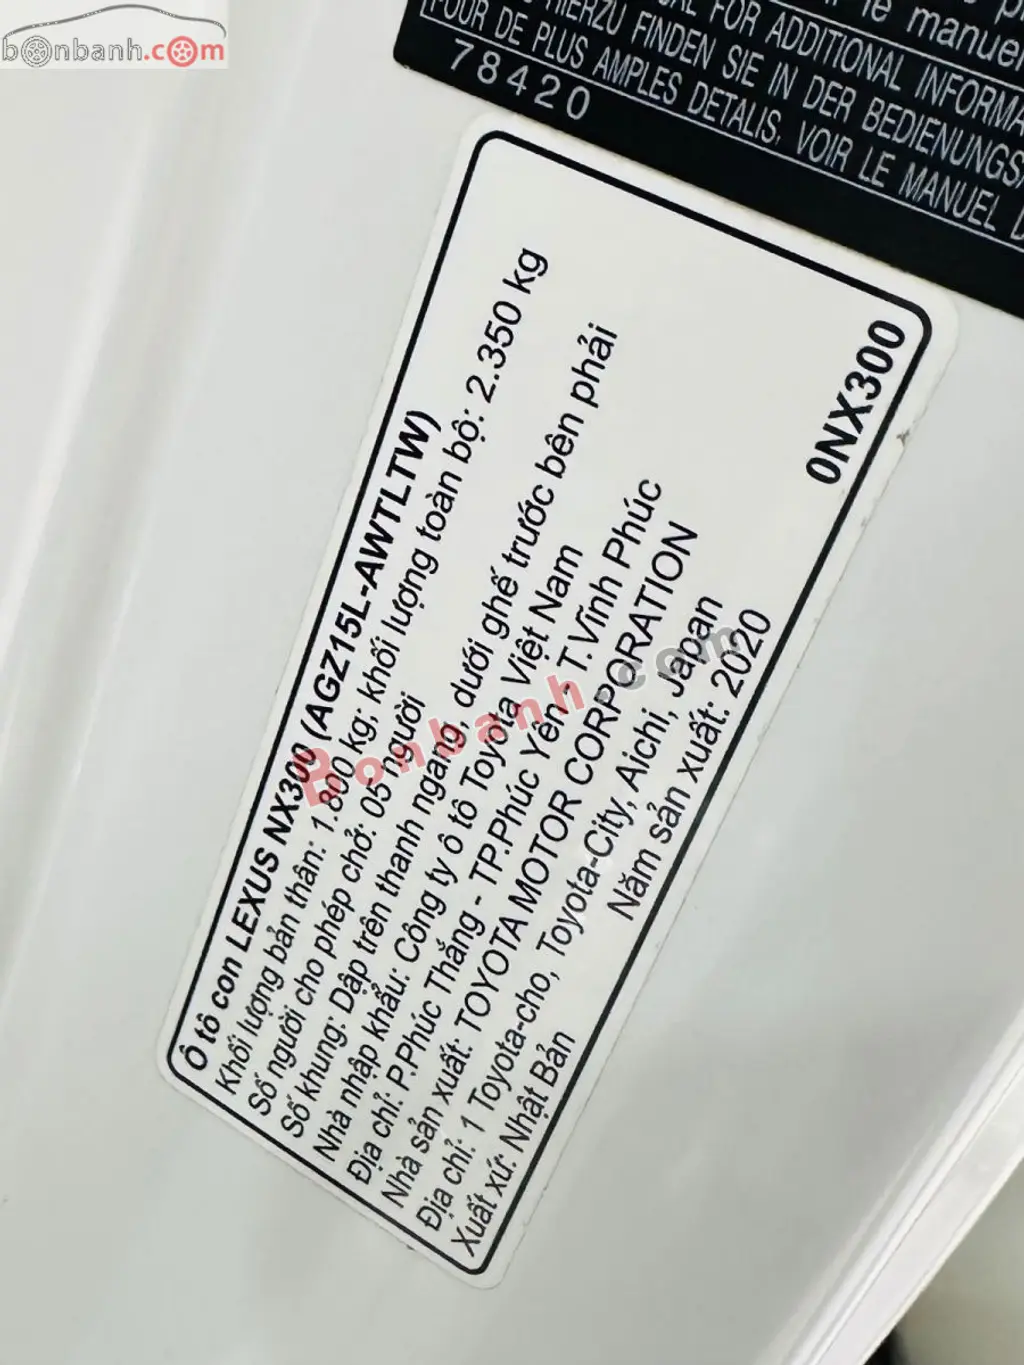 bonbanh.com
le manuel
FOR ADDITIONAL INFORMA
HIERZU FINDEN SIE IN DER BEDIENUNGS
POUR DE PLUS AMPLES DETAILS, VOIR LE MANUEL D
78420
Ô tô con LEXUS NX300 (AGZ15L-AWTLTW)
Khối lượng bản thân: 1.800 kg; khối lượng toàn bộ: 2.350 kg
Số người cho phép chở: 05 người
Số khung: Dập trên thanh ngang, dưới ghế trước bên phải
Nhà nhập khẩu: Công ty ô tô Toyota Việt Nam
Địa chỉ: P.Phúc Thắng - TP.Phúc Yên - T.Vĩnh Phúc
Nhà sản xuất: TOYOTA MOTOR CORPORATION
Địa chỉ: 1 Toyota-cho, Toyota-City, Aichi, Japan
Xuất xứ: Nhật Bản
Năm sản xuất: 2020
0NX300
Bonbanh.com